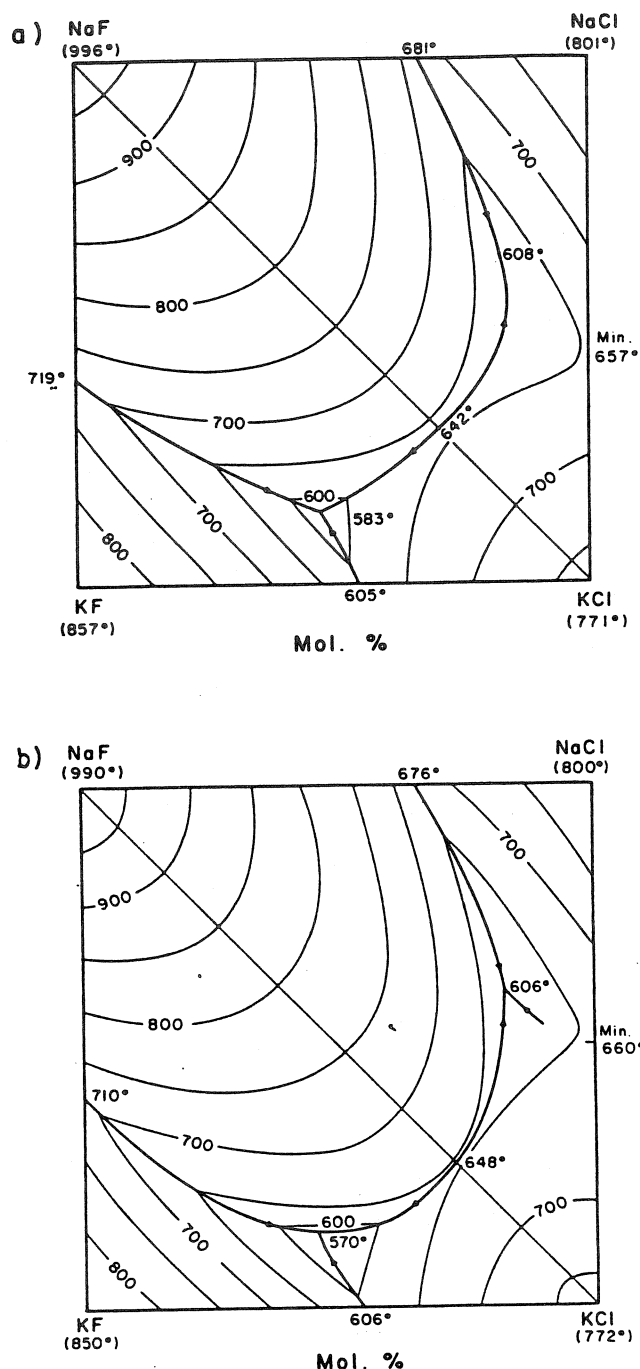 a)
NaF
(996°)
681°
NaCl
(801°)
900
700
608°
800
Min.
657°
719°
700
642°
600
583°
700
700
800
KF
(857°)
605°
KCl
(771°)
Mol. %
b)
NaF
(990°)
676°
NaCl
(800°)
700
900
606°
800
Min.
660°
710°
700
648°
600
570°
700
700
800
KF
(850°)
606°
KCl
(772°)
Mol. %